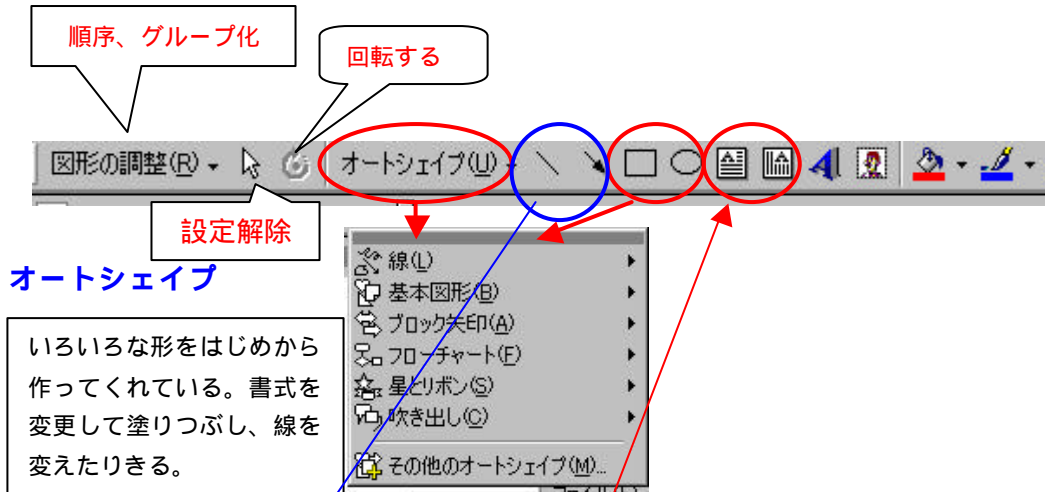 順序、グループ化
回転する
図形の調整(R)
オートシェイプ(U)
設定解除
オートシェイプ
いろいろな形をはじめから
作ってくれている。書式を
変更して塗りつぶし、線を
変えたりきる。
線(L)
基本図形(B)
ブロック矢印(A)
フローチャート(F)
星とリボン(S)
吹き出し(C)
その他のオートシェイプ(M)...